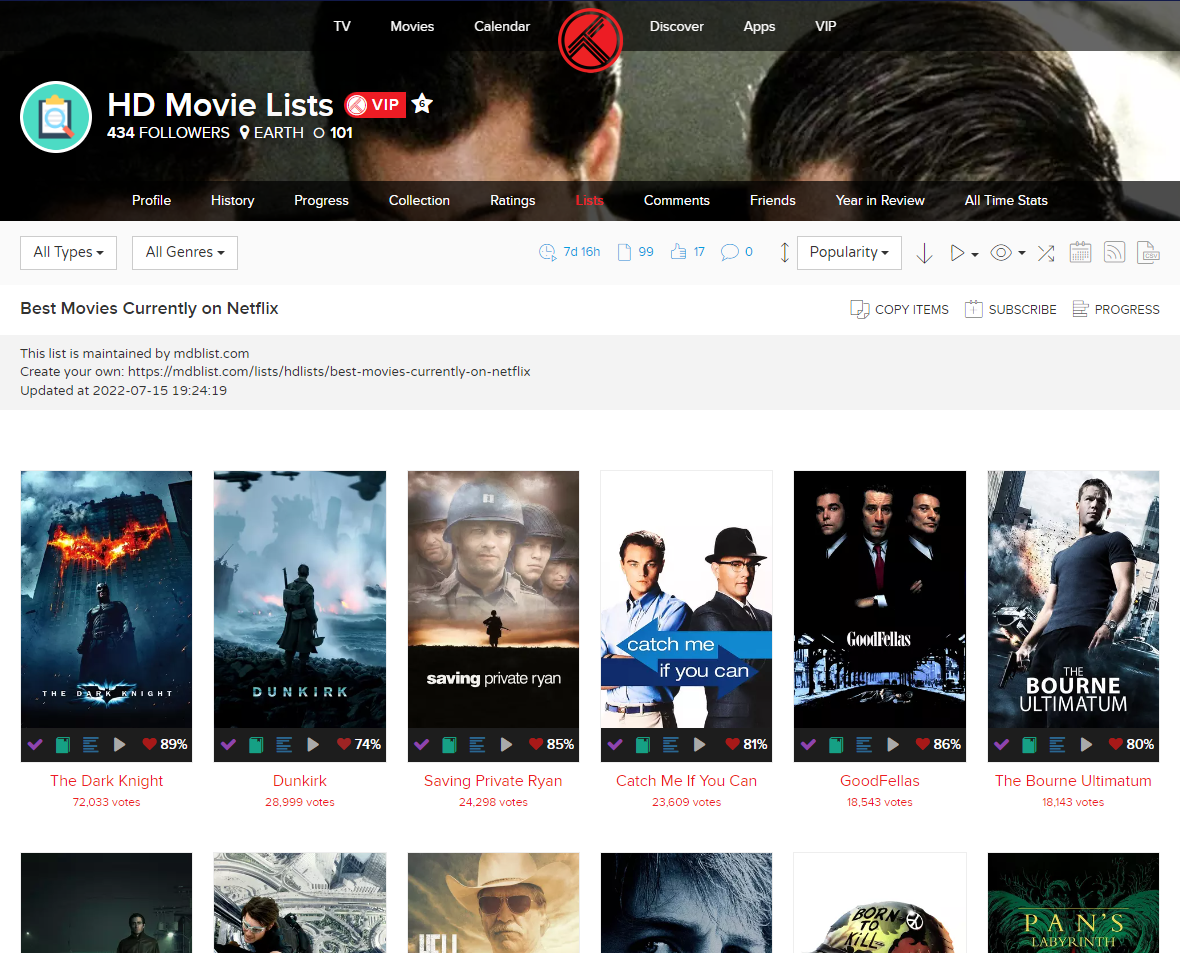 TV Movies Calendar Discover Apps VIP
HD Movie Lists VIP 6
434 FOLLOWERS EARTH 101
Profile History Progress Collection Ratings Lists Comments Friends Year in Review All Time Stats
All Types All Genres 7d 16h 99 17 0 Popularity CSV
Best Movies Currently on Netflix COPY ITEMS SUBSCRIBE PROGRESS
This list is maintained by mdblist.com
Create your own: https://mdblist.com/lists/hdlists/best-movies-currently-on-netflix
Updated at 2022-07-15 19:24:19
THE DARK KNIGHT
DUNKIRK
saving private ryan
catch me
if you can
GoodFellas
THE
BOURNE
ULTIMATUM
89% 74% 85% 81% 86% 80%
The Dark Knight Dunkirk Saving Private Ryan Catch Me If You Can GoodFellas The Bourne Ultimatum
72,033 votes 28,999 votes 24,298 votes 23,609 votes 18,543 votes 18,143 votes
HELL
BORN
TO
KILL
PAN'S
LABYRINTH